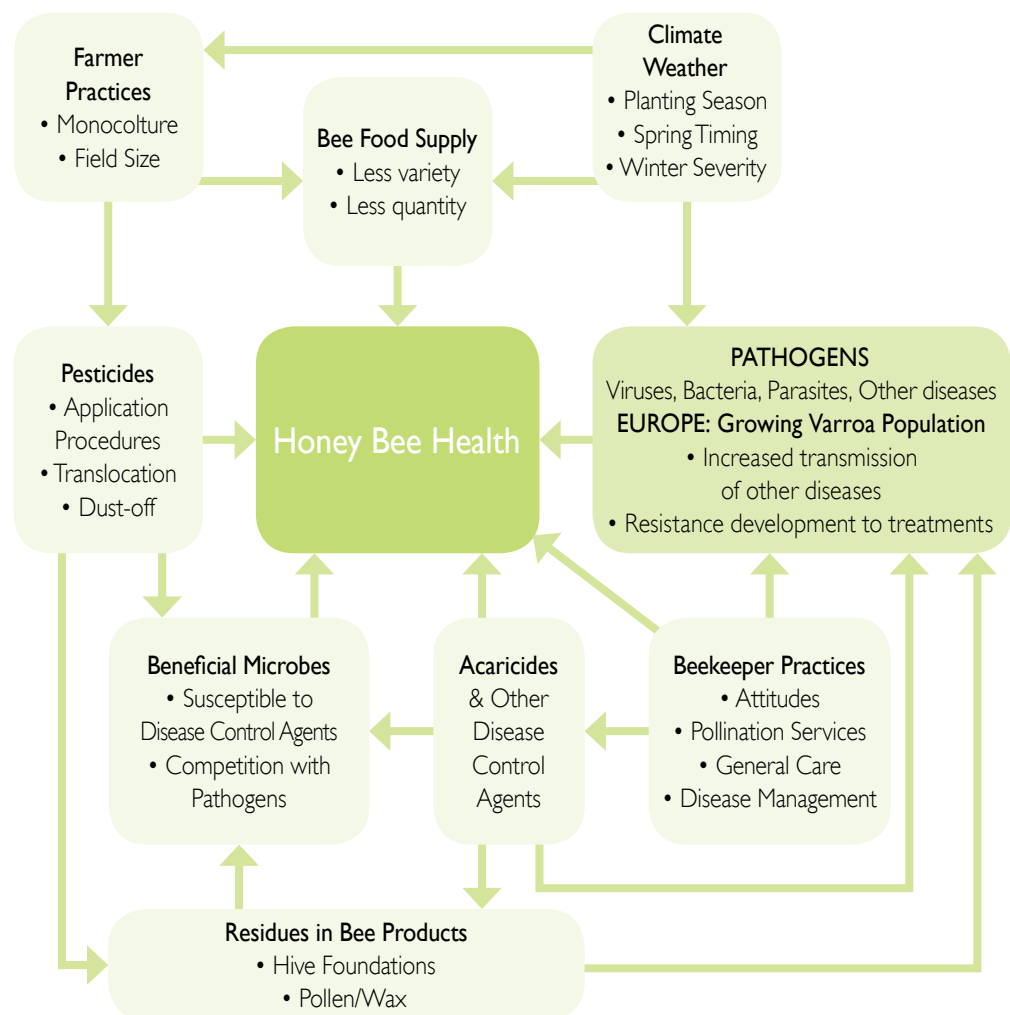 Farmer
Practices
• Monocolture
• Field Size
Climate
Weather
• Planting Season
• Spring Timing
• Winter Severity
Bee Food Supply
• Less variety
• Less quantity
Pesticides
• Application
Procedures
• Translocation
• Dust-off
Honey Bee Health
PATHOGENS
Viruses, Bacteria, Parasites, Other diseases
EUROPE: Growing Varroa Population
• Increased transmission
of other diseases
• Resistance development to treatments
Beneficial Microbes
• Susceptible to
Disease Control Agents
• Competition with
Pathogens
Acaricides
& Other
Disease
Control
Agents
Beekeeper Practices
• Attitudes
• Pollination Services
• General Care
• Disease Management
Residues in Bee Products
• Hive Foundations
• Pollen/Wax